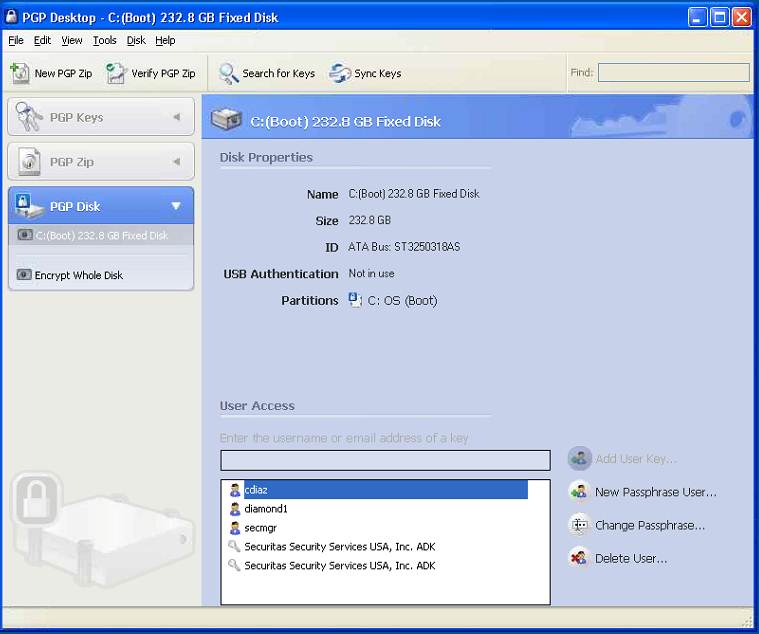 PGP Desktop - C:(Boot) 232.8 GB Fixed Disk
File Edit View Tools Disk Help
New PGP Zip Verify PGP Zip Search for Keys Sync Keys Find:
PGP Keys
PGP Zip
PGP Disk
C:(Boot) 232.8 GB Fixed Disk
Encrypt Whole Disk
C:(Boot) 232.8 GB Fixed Disk
Disk Properties
Name C:(Boot) 232.8 GB Fixed Disk
Size 232.8 GB
ID ATA Bus: ST3250318AS
USB Authentication Not in use
Partitions C: OS (Boot)
User Access
Enter the username or email address of a key
cdiaz
diamond1
secmgr
Securitas Security Services USA, Inc. ADK
Securitas Security Services USA, Inc. ADK
Add User Key...
New Passphrase User...
Change Passphrase...
Delete User...